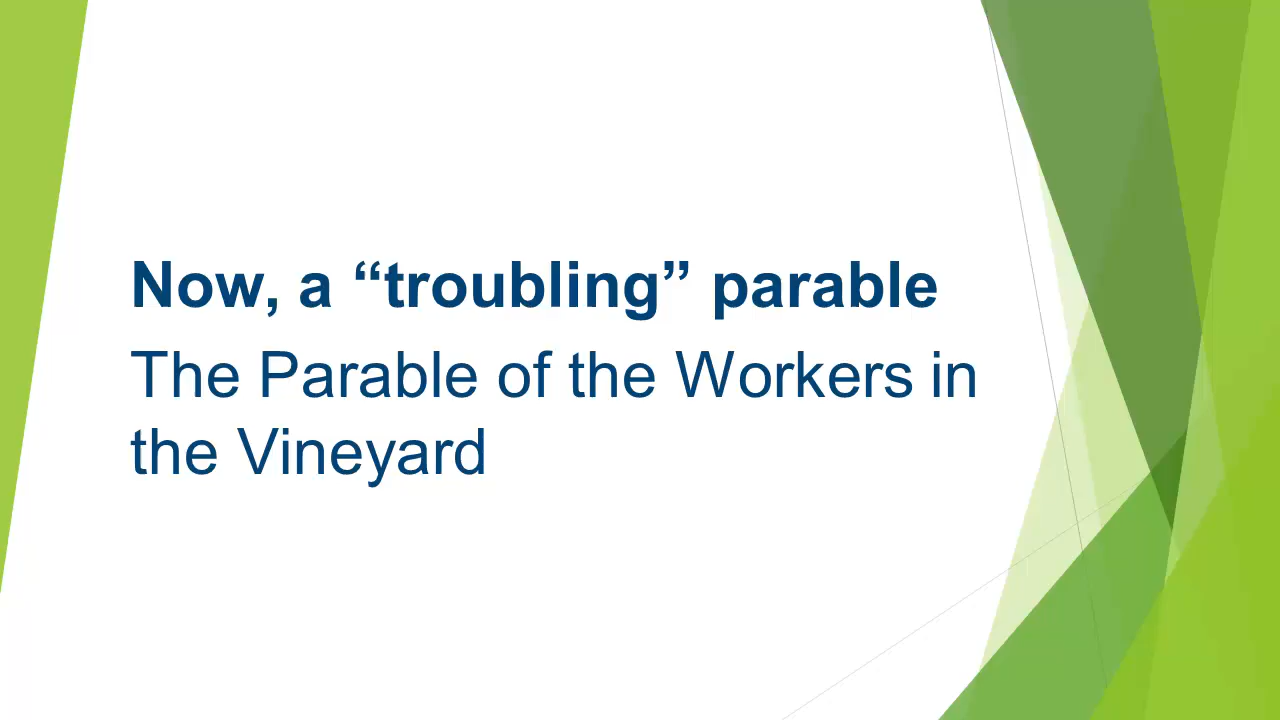 Now, a “troubling” parable
The Parable of the Workers in
the Vineyard